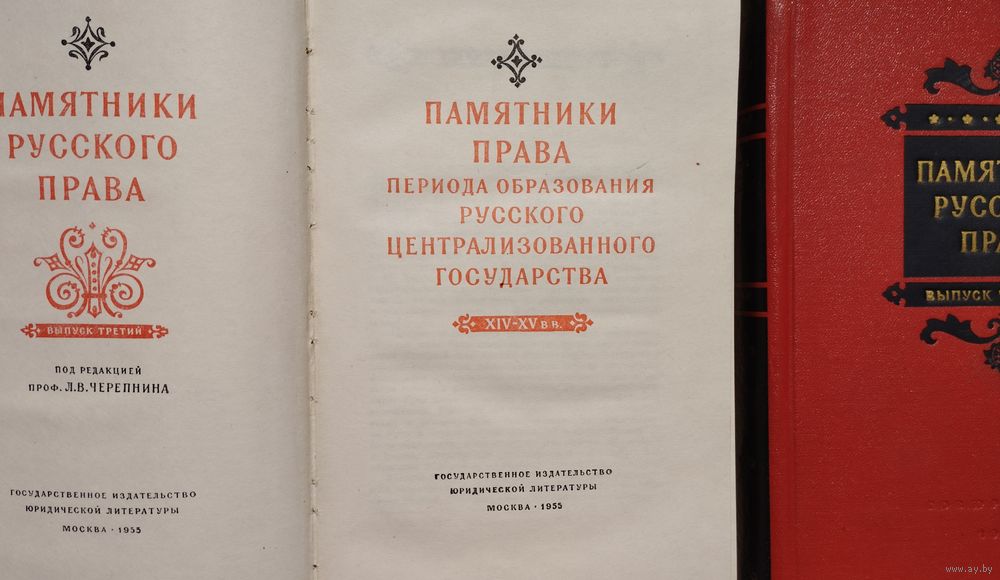 ПАМЯТНИКИ
РУССКОГО
ПРАВА
ВЫПУСК ТРЕТИЙ
ПОД РЕДАКЦИЕЙ
ПРОФ. Л.В.ЧЕРЕПНИНА
ГОСУДАРСТВЕННОЕ ИЗДАТЕЛЬСТВО
ЮРИДИЧЕСКОЙ ЛИТЕРАТУРЫ
МОСКВА · 1955
ПАМЯТНИКИ
ПРАВА
ПЕРИОДА ОБРАЗОВАНИЯ
РУССКОГО
ЦЕНТРАЛИЗОВАННОГО
ГОСУДАРСТВА
XIV-XV В.В.
ГОСУДАРСТВЕННОЕ ИЗДАТЕЛЬСТВО
ЮРИДИЧЕСКОЙ ЛИТЕРАТУРЫ
МОСКВА · 1955
ПАМЯ
РУСС
ПРА
ВЫПУСК
www.ay.by